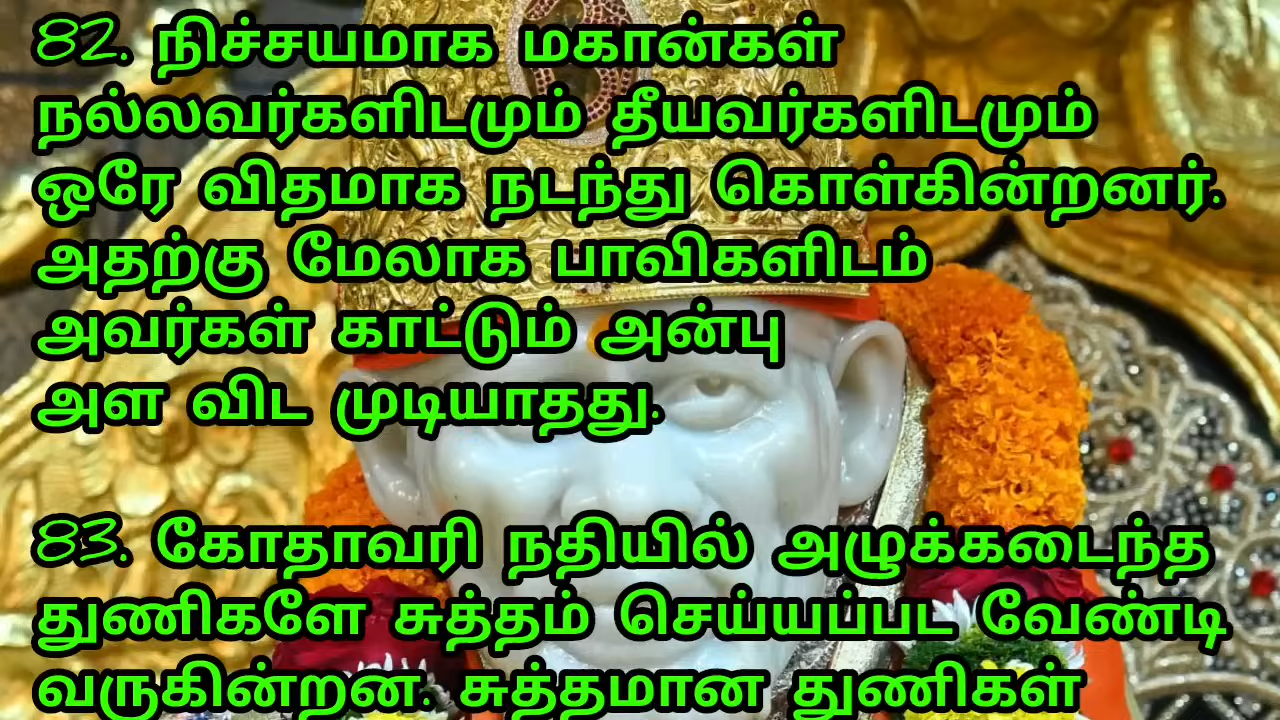 82. நிச்சயமாக மகான்கள்
நல்லவர்களிடமும் தீயவர்களிடமும்
ஒரே விதமாக நடந்து கொள்கின்றனர்.
அதற்கு மேலாக பாவிகளிடம்
அவர்கள் காட்டும் அன்பு
அள விட முடியாதது.
83. கோதாவரி நதியில் அழுக்கடைந்த
துணிகளே சுத்தம் செய்யப்பட வேண்டி
வருகின்றன. சுத்தமான துணிகள்